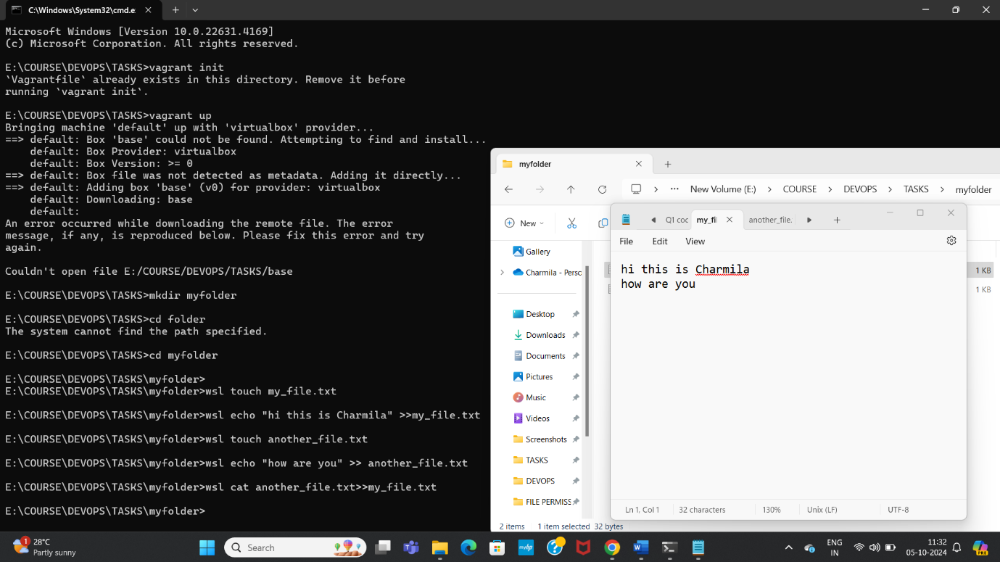 C:\Windows\System32\cmd.e
Microsoft Windows [Version 10.0.22631.4169]
(c) Microsoft Corporation. All rights reserved.
E:\COURSE\DEVOPS\TASKS>vagrant init
`Vagrantfile` already exists in this directory. Remove it before
running `vagrant init`.
E:\COURSE\DEVOPS\TASKS>vagrant up
Bringing machine 'default' up with 'virtualbox' provider...
==> default: Box 'base' could not be found. Attempting to find and install...
default: Box Provider: virtualbox
default: Box Version: >= 0
==> default: Box file was not detected as metadata. Adding it directly...
==> default: Adding box 'base' (v0) for provider: virtualbox
default: Downloading: base
default:
An error occurred while downloading the remote file. The error
message, if any, is reproduced below. Please fix this error and try
again.
Couldn't open file E:/COURSE/DEVOPS/TASKS/base
E:\COURSE\DEVOPS\TASKS>mkdir myfolder
E:\COURSE\DEVOPS\TASKS>cd folder
The system cannot find the path specified.
E:\COURSE\DEVOPS\TASKS>cd myfolder
E:\COURSE\DEVOPS\TASKS\myfolder>
E:\COURSE\DEVOPS\TASKS\myfolder>wsl touch my_file.txt
E:\COURSE\DEVOPS\TASKS\myfolder>wsl echo "hi this is Charmila" >>my_file.txt
E:\COURSE\DEVOPS\TASKS\myfolder>wsl touch another_file.txt
E:\COURSE\DEVOPS\TASKS\myfolder>wsl echo "how are you" >> another_file.txt
E:\COURSE\DEVOPS\TASKS\myfolder>wsl cat another_file.txt>>my_file.txt
E:\COURSE\DEVOPS\TASKS\myfolder>
myfolder
New Volume (E:) > COURSE > DEVOPS > TASKS > myfolder
New
Gallery
Charmila - Persc
Desktop
Downloads
Documents
Pictures
Music
Videos
Screenshots
TASKS
DEVOPS
FILE PERMISS
1 KB
1 KB
2 items 1 item selected 32 bytes
Q1 coc my_fil another_file.
File Edit View
hi this is Charmila
how are you
Ln 1, Col 1 32 characters 130% Unix (LF) UTF-8
1
28°C
Partly sunny
Search
myhp
ENG
IN
11:32
05-10-2024
PRE